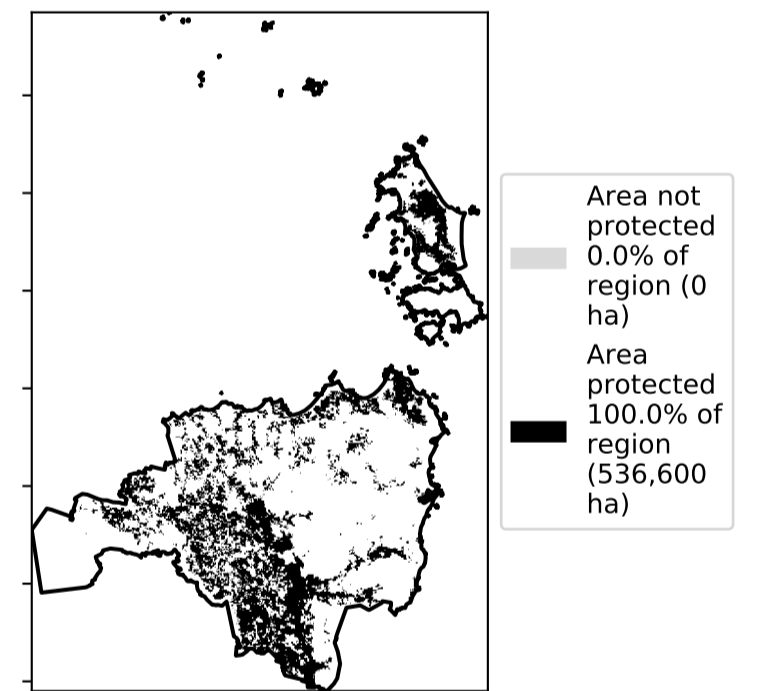 Area not
protected
0.0% of
region (0
ha)
Area
protected
100.0% of
region
(536,600
ha)